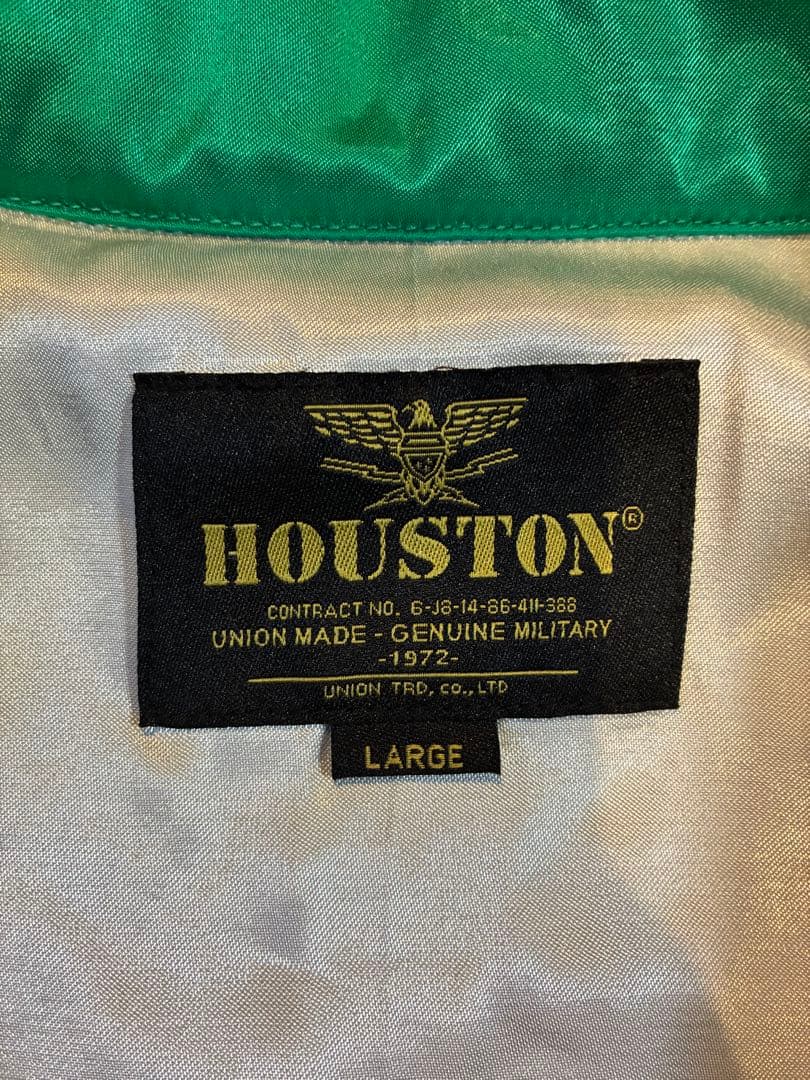 HOUSTON®
CONTRACT NO. 6-J8-14-86-411-388
UNION MADE - GENUINE MILITARY
-1972-
UNION TRD, CO., LTD
LARGE